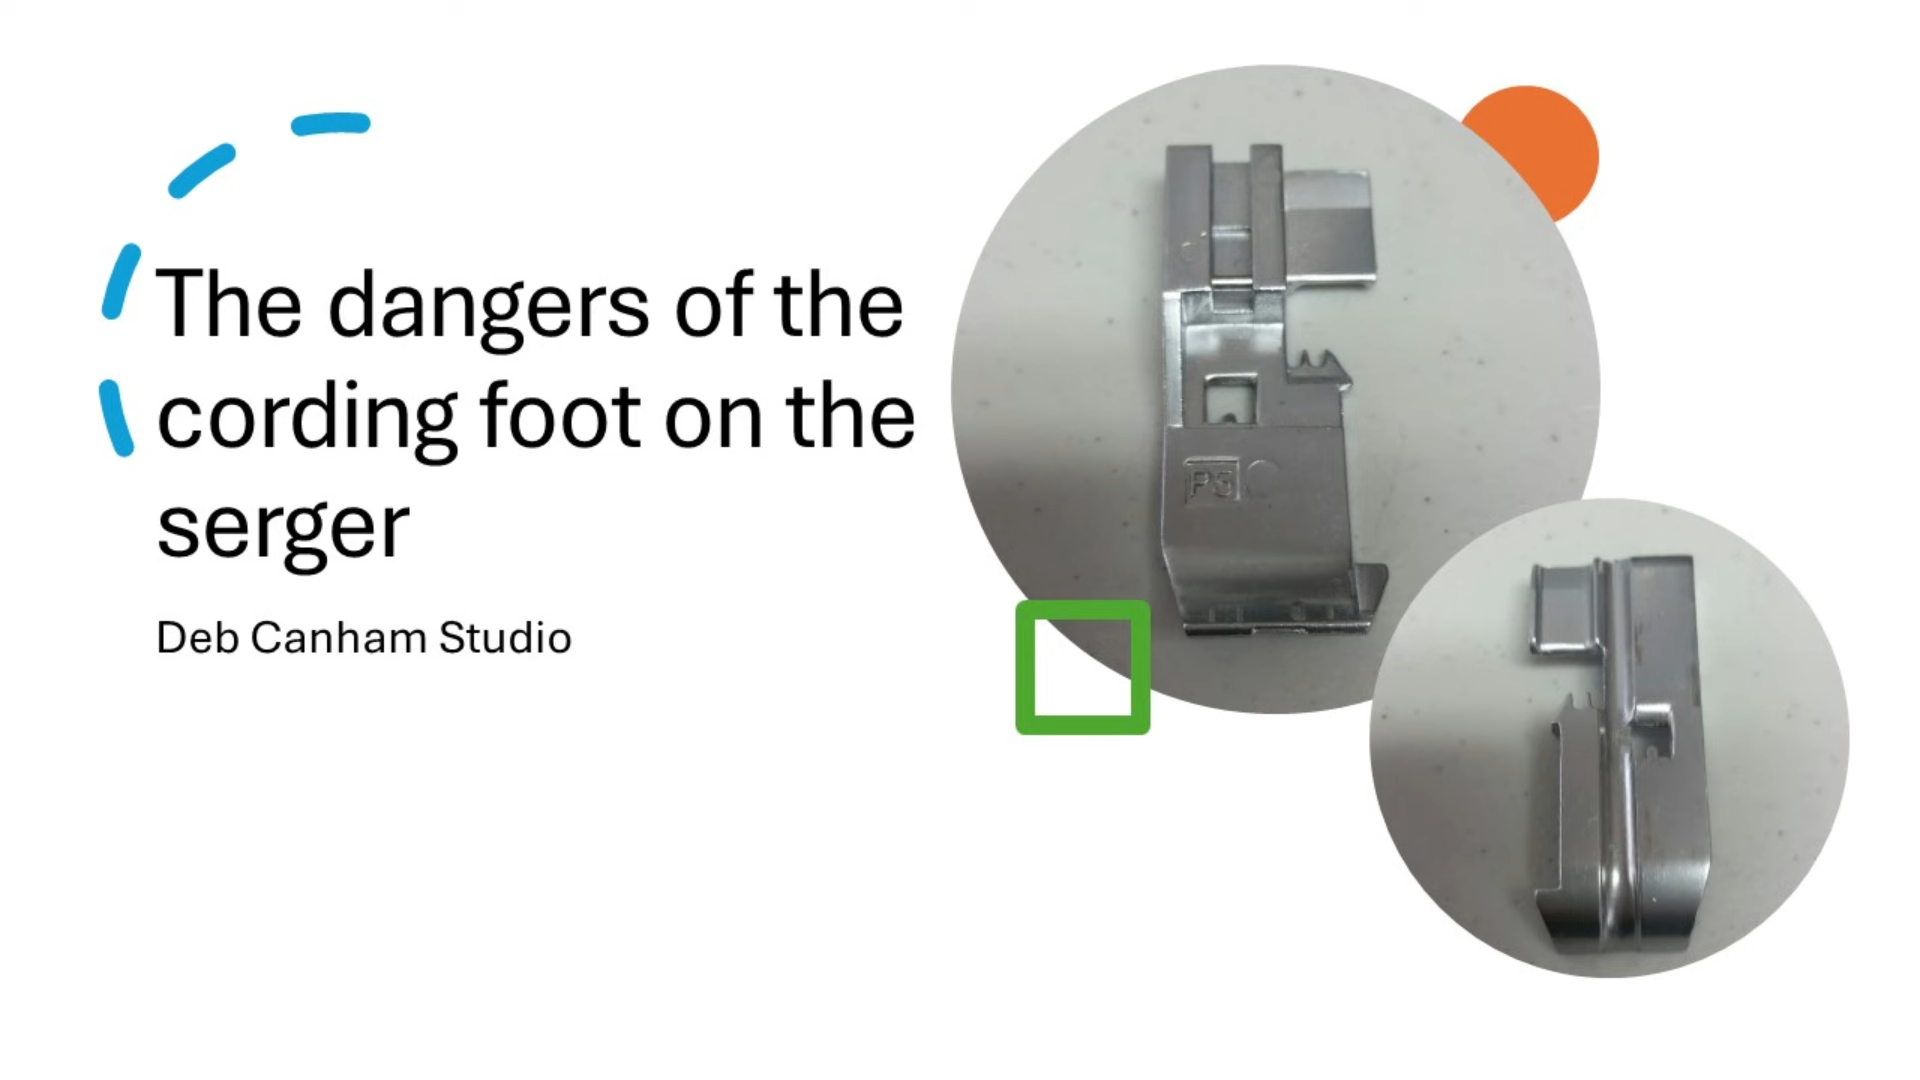 The dangers of the
cording foot on the
serger
Deb Canham Studio
P5